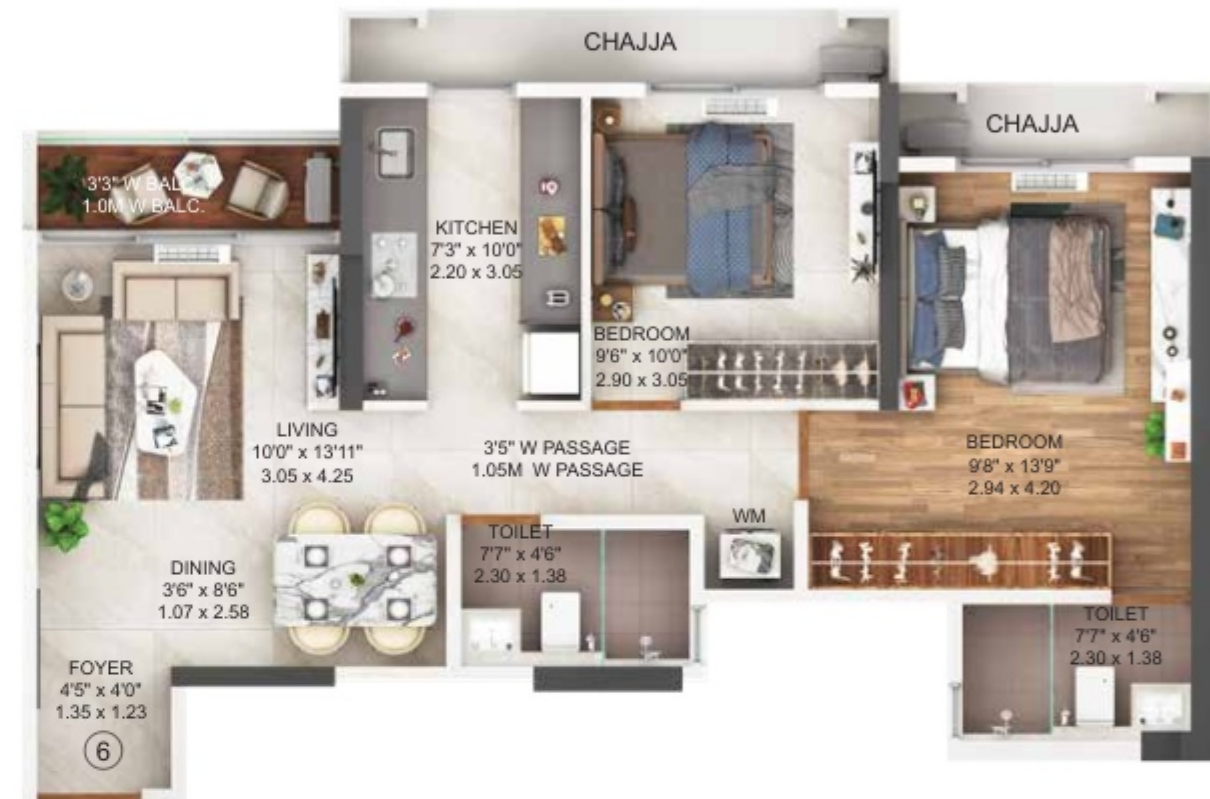 CHAJJA
CHAJJA
3'3" W BALC.
1.0M W BALC.
KITCHEN
7'3" x 10'0"
2.20 x 3.05
BEDROOM
9'6" x 10'0"
2.90 x 3.05
LIVING
10'0" x 13'11"
3.05 x 4.25
3'5" W PASSAGE
1.05M W PASSAGE
BEDROOM
9'8" x 13'9"
2.94 x 4.20
WM
TOILET
7'7" x 4'6"
2.30 x 1.38
DINING
3'6" x 8'6"
1.07 x 2.58
TOILET
7'7" x 4'6"
2.30 x 1.38
FOYER
4'5" x 4'0"
1.35 x 1.23
6